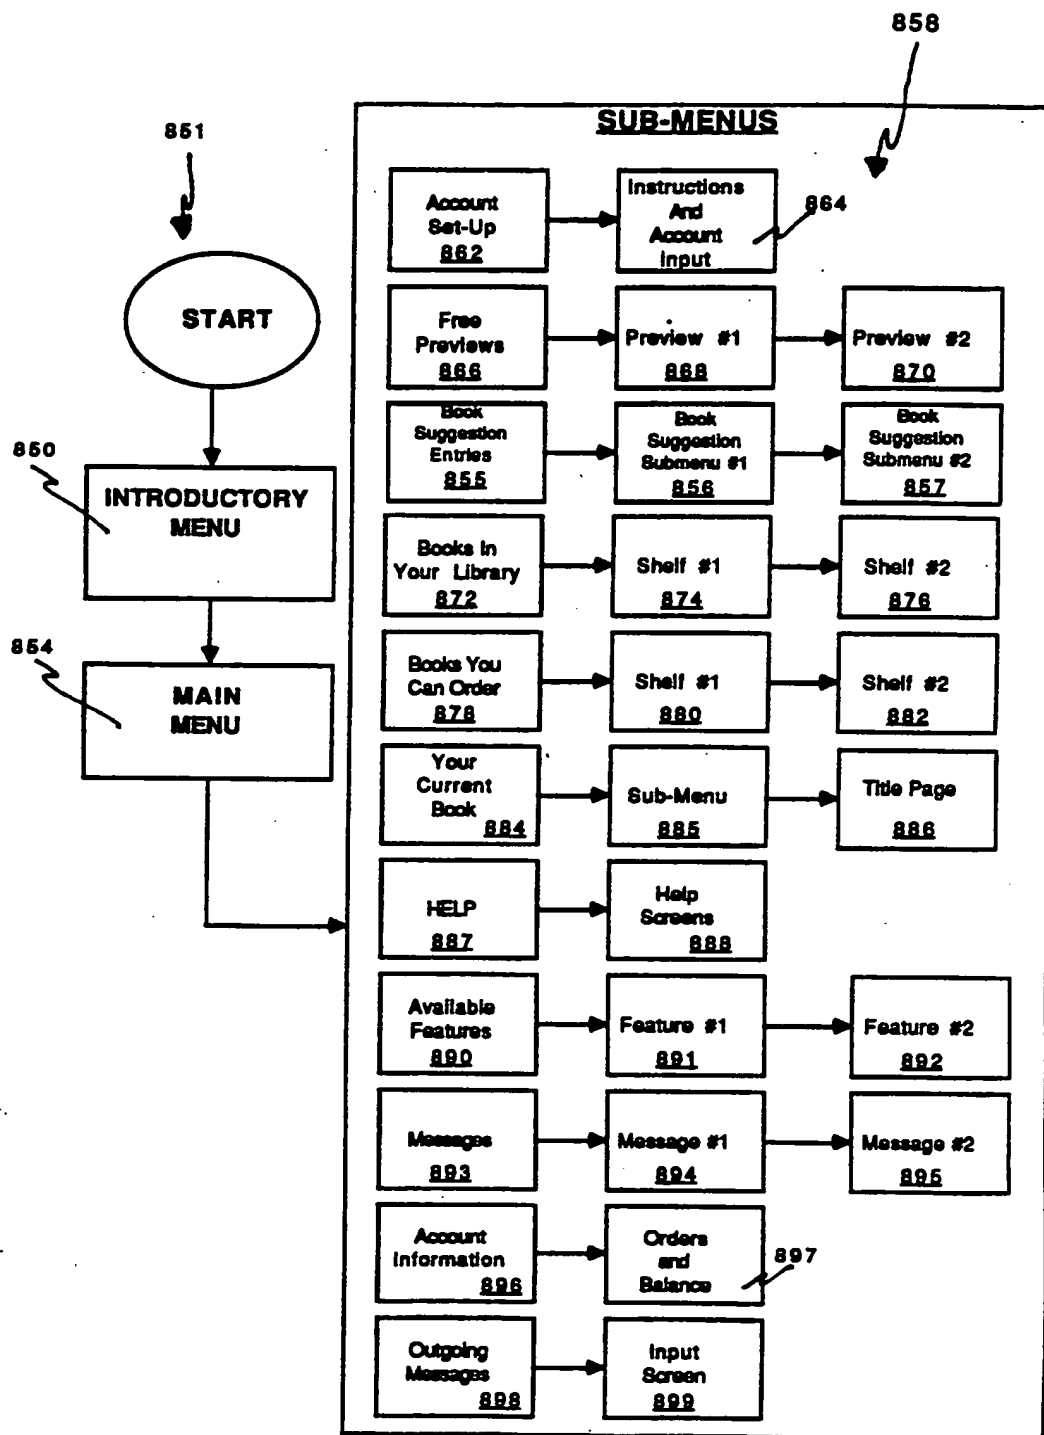 858
SUB-MENUS
851
START
850
INTRODUCTORY
MENU
854
MAIN
MENU
Account
Set-Up
862
Instructions
And
Account
Input
864
Free
Previews
866
Preview #1
868
Preview #2
870
Book
Suggestion
Entries
855
Book
Suggestion
Submenu #1
856
Book
Suggestion
Submenu #2
857
Books In
Your Library
872
Shelf #1
874
Shelf #2
876
Books You
Can Order
878
Shelf #1
880
Shelf #2
882
Your
Current
Book
884
Sub-Menu
885
Title Page
886
HELP
887
Help
Screens
888
Available
Features
890
Feature #1
891
Feature #2
892
Messages
893
Message #1
894
Message #2
895
Account
Information
896
Orders
and
Balance
897
Outgoing
Messages
898
Input
Screen
899